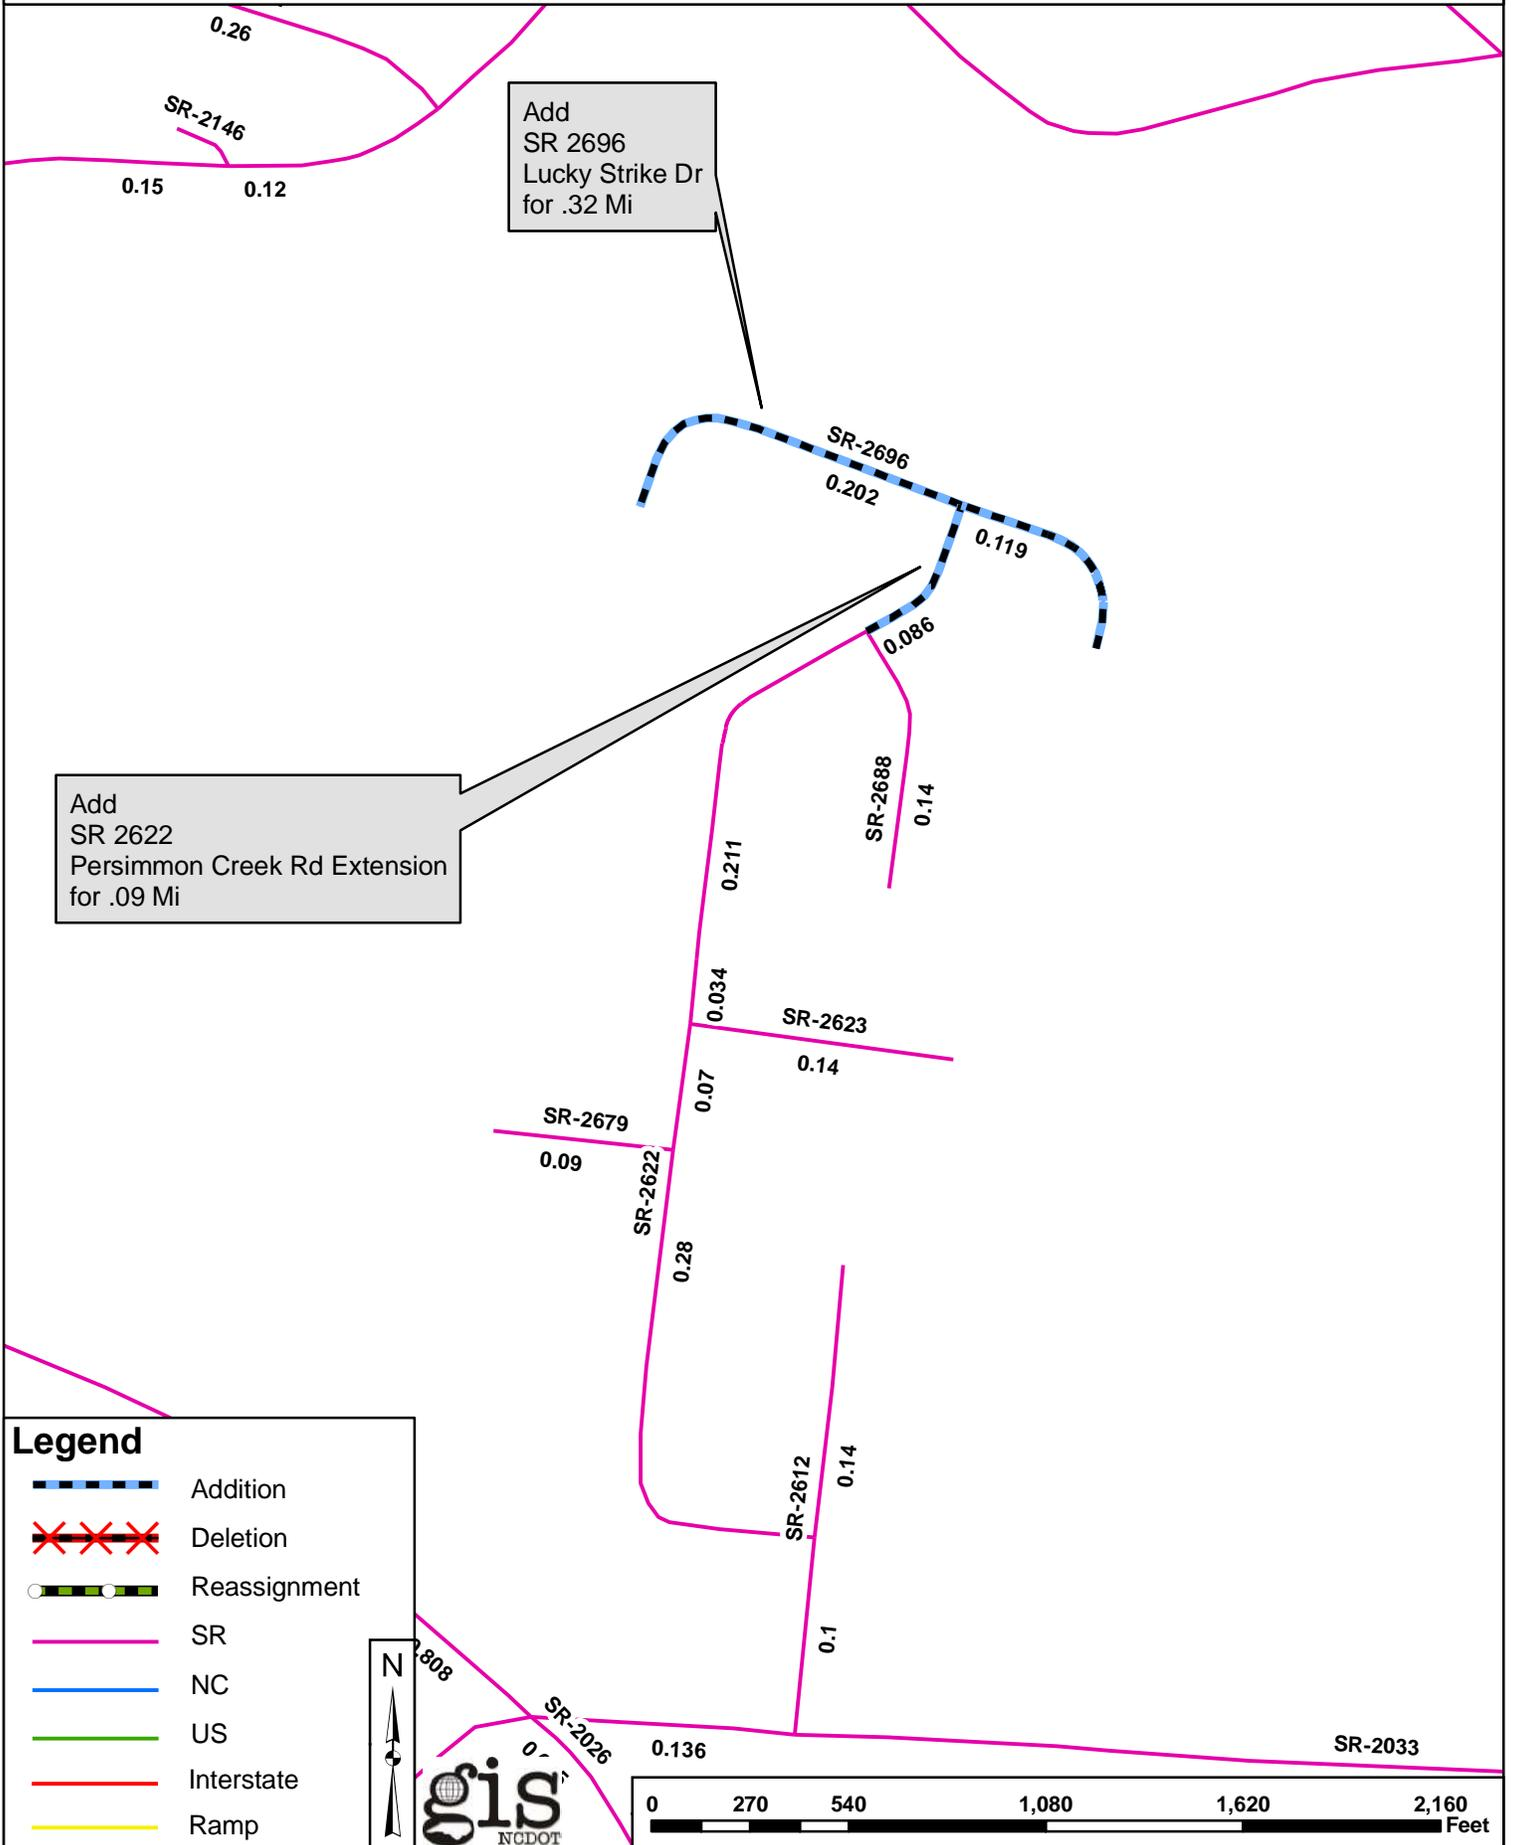 0.26
SR-2146
0.15
0.12
Add
SR 2696
Lucky Strike Dr
for .32 Mi
SR-2696
0.202
0.119
0.086
Add
SR 2622
Persimmon Creek Rd Extension
for .09 Mi
SR-2688
0.14
0.211
0.034
SR-2623
0.14
0.07
SR-2679
0.09
SR-2622
0.28
SR-2612
0.14
0.1
Legend
Addition
Deletion
Reassignment
SR
NC
US
Interstate
Ramp
N
SR-2026
0.136
SR-2033
gis
NCDOT
0 270 540 1,080 1,620 2,160
Feet